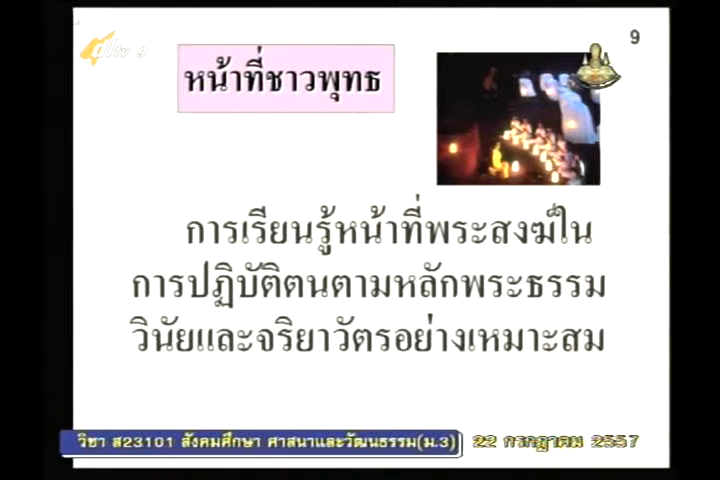 9
หน้าที่ชาวพุทธ
การเรียนรู้หน้าที่พระสงฆ์ใน
การปฏิบัติตนตามหลักพระธรรม
วินัยและจริยาวัตรอย่างเหมาะสม
วิชา ส23101 สังคมศึกษา ศาสนาและวัฒนธรรม(ม.3)
22 กรกฎาคม 2557